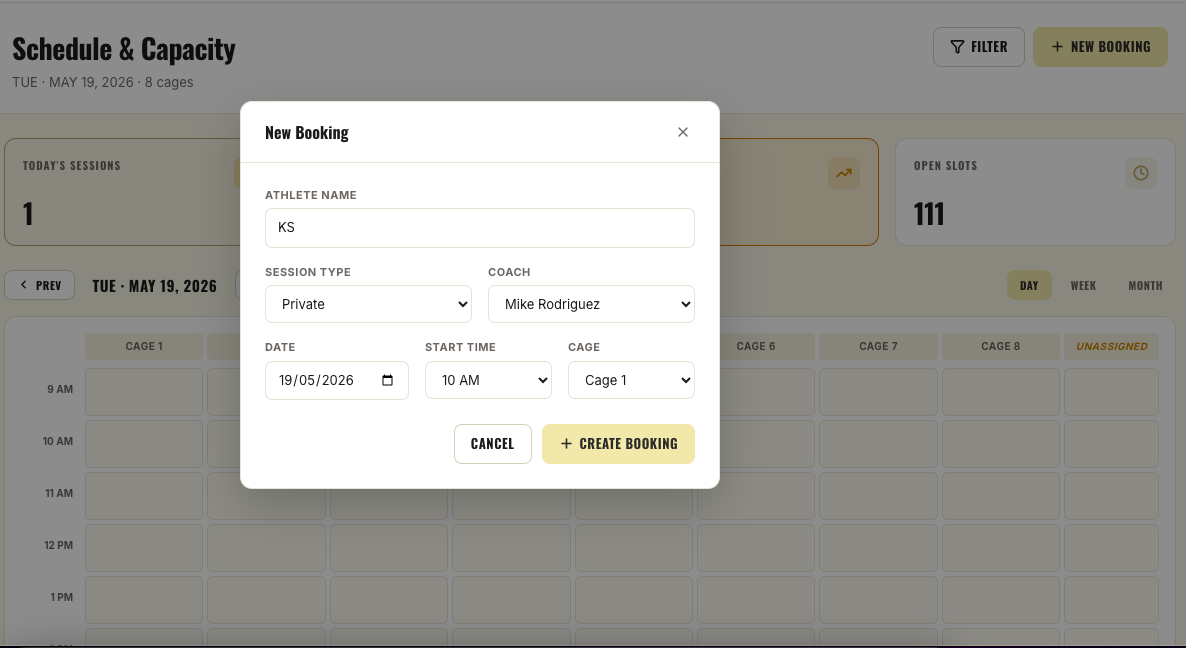 Schedule & Capacity
TUE · MAY 19, 2026 · 8 cages
FILTER
+ NEW BOOKING
TODAY'S SESSIONS
1
OPEN SLOTS
111
PREV
TUE · MAY 19, 2026
DAY
WEEK
MONTH
CAGE 1
CAGE 6
CAGE 7
CAGE 8
UNASSIGNED
9 AM
10 AM
11 AM
12 PM
1 PM
New Booking
ATHLETE NAME
KS
SESSION TYPE
COACH
Private
Mike Rodriguez
DATE
START TIME
CAGE
19/05/2026
10 AM
Cage 1
CANCEL
+ CREATE BOOKING